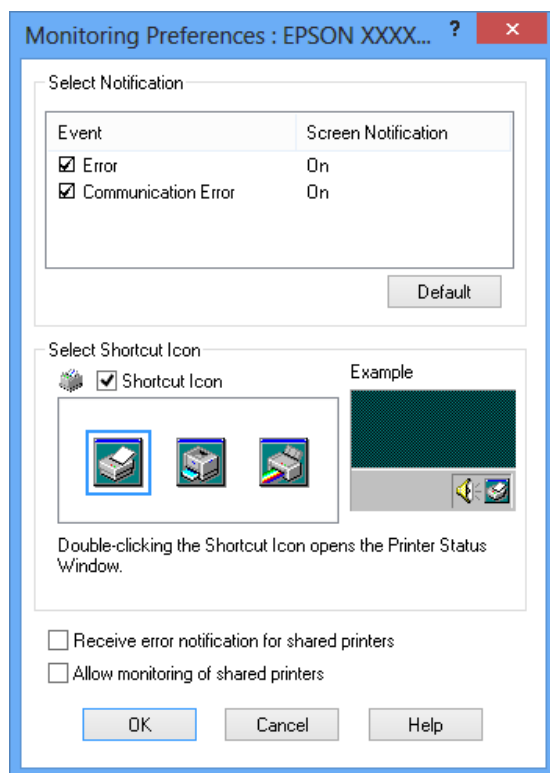 Monitoring Preferences : EPSON XXXX... ? ×
Select Notification
Event Screen Notification
Error On
Communication Error On
Default
Select Shortcut Icon
Shortcut Icon
Example
Double-clicking the Shortcut Icon opens the Printer Status
Window.
Receive error notification for shared printers
Allow monitoring of shared printers
OK Cancel Help